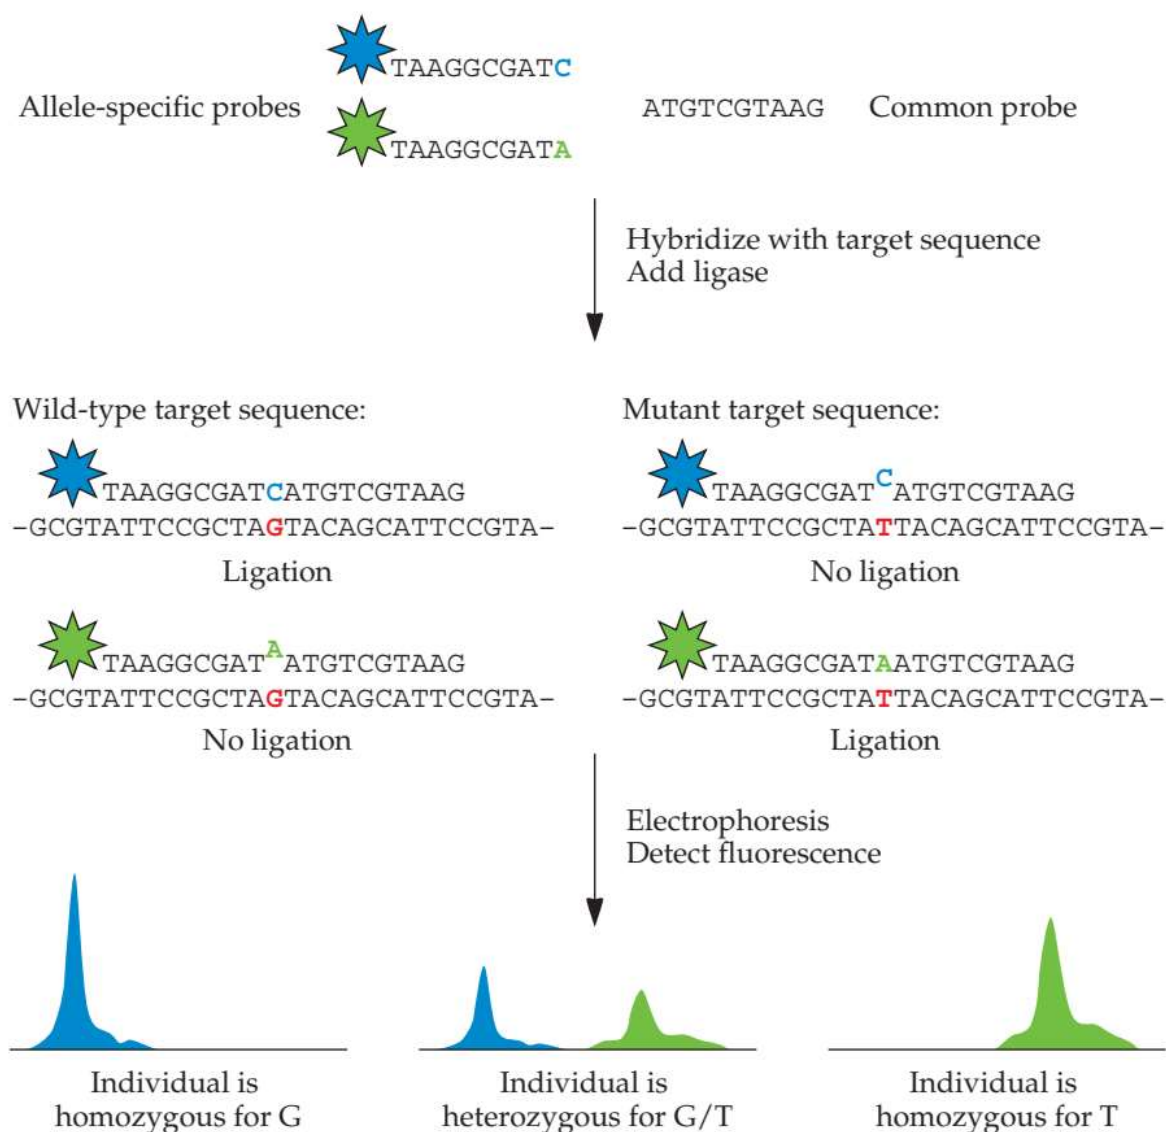 TAAGGCGATC
Allele-specific probes
TAAGGCGATA
ATGTCGTAAG Common probe
Hybridize with target sequence
Add ligase
Wild-type target sequence:
TAAGGCGATCATGTCGTAAG
–GCGTATTCCGCTAGTACAGCATTCCGTA–
Ligation
TAAGGCGATAATGTCGTAAG
–GCGTATTCCGCTAGTACAGCATTCCGTA–
No ligation
Mutant target sequence:
TAAGGCGATCATGTCGTAAG
–GCGTATTCCGCTATTACAGCATTCCGTA–
No ligation
TAAGGCGATAATGTCGTAAG
–GCGTATTCCGCTATTACAGCATTCCGTA–
Ligation
Electrophoresis
Detect fluorescence
Individual is
homozygous for G
Individual is
heterozygous for G/T
Individual is
homozygous for T